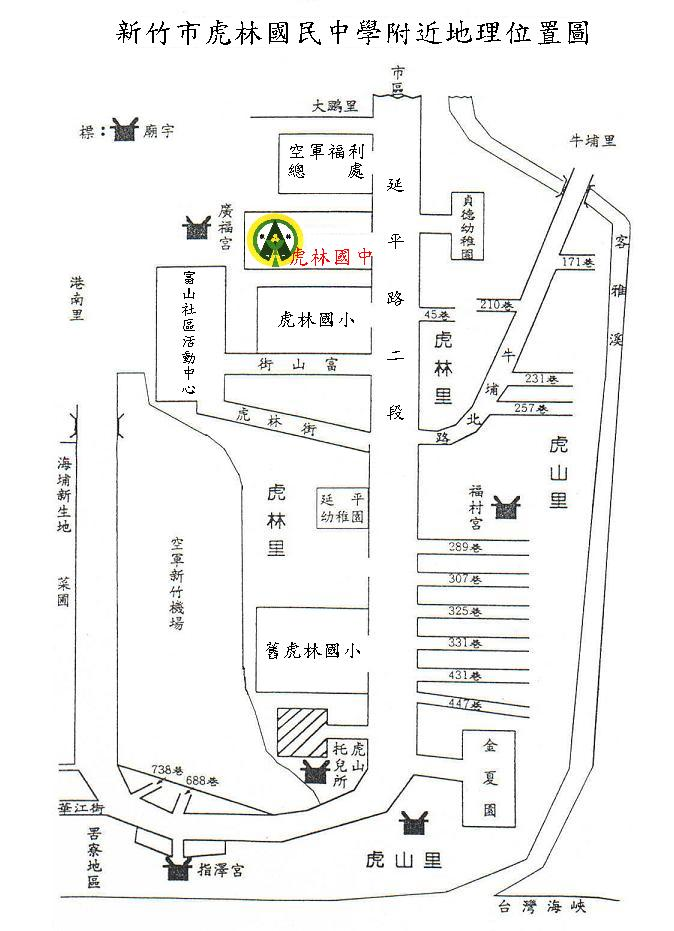 新竹市虎林國民中學附近地理位置圖
市區
大鵬里
標：廟宇
牛埔里
空軍福利
總處
延平路二段
貞德幼稚園
廣福宮
虎林國中
客雅溪
171巷
港南里
富山社區活動中心
虎林國小
45巷
210巷
虎林里
富山街
牛埔北路
231巷
257巷
虎林街
虎山里
海埔新生地
菜圃
虎林里
延平
幼稚園
福村宮
空軍新竹機場
289巷
307巷
325巷
331巷
431巷
447巷
舊虎林國小
虎山
托兒所
金夏園
738巷
688巷
華江街
罟寮地區
指澤宮
虎山里
台灣海峽